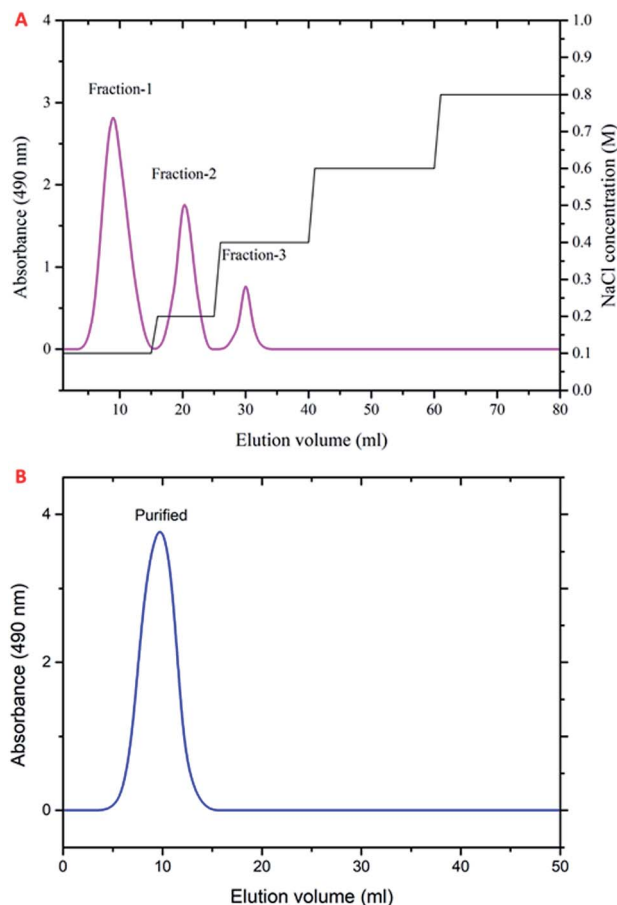 A
Fraction-1
Fraction-2
Fraction-3
4
3
2
1
0
1.0
0.9
0.8
0.7
0.6
0.5
0.4
0.3
0.2
0.1
0.0
Absorbance (490 nm)
NaCl concentration (M)
10 20 30 40 50 60 70 80
Elution volume (ml)
B
Purified
4
2
0
Absorbance (490 nm)
0 10 20 30 40 50
Elution volume (ml)